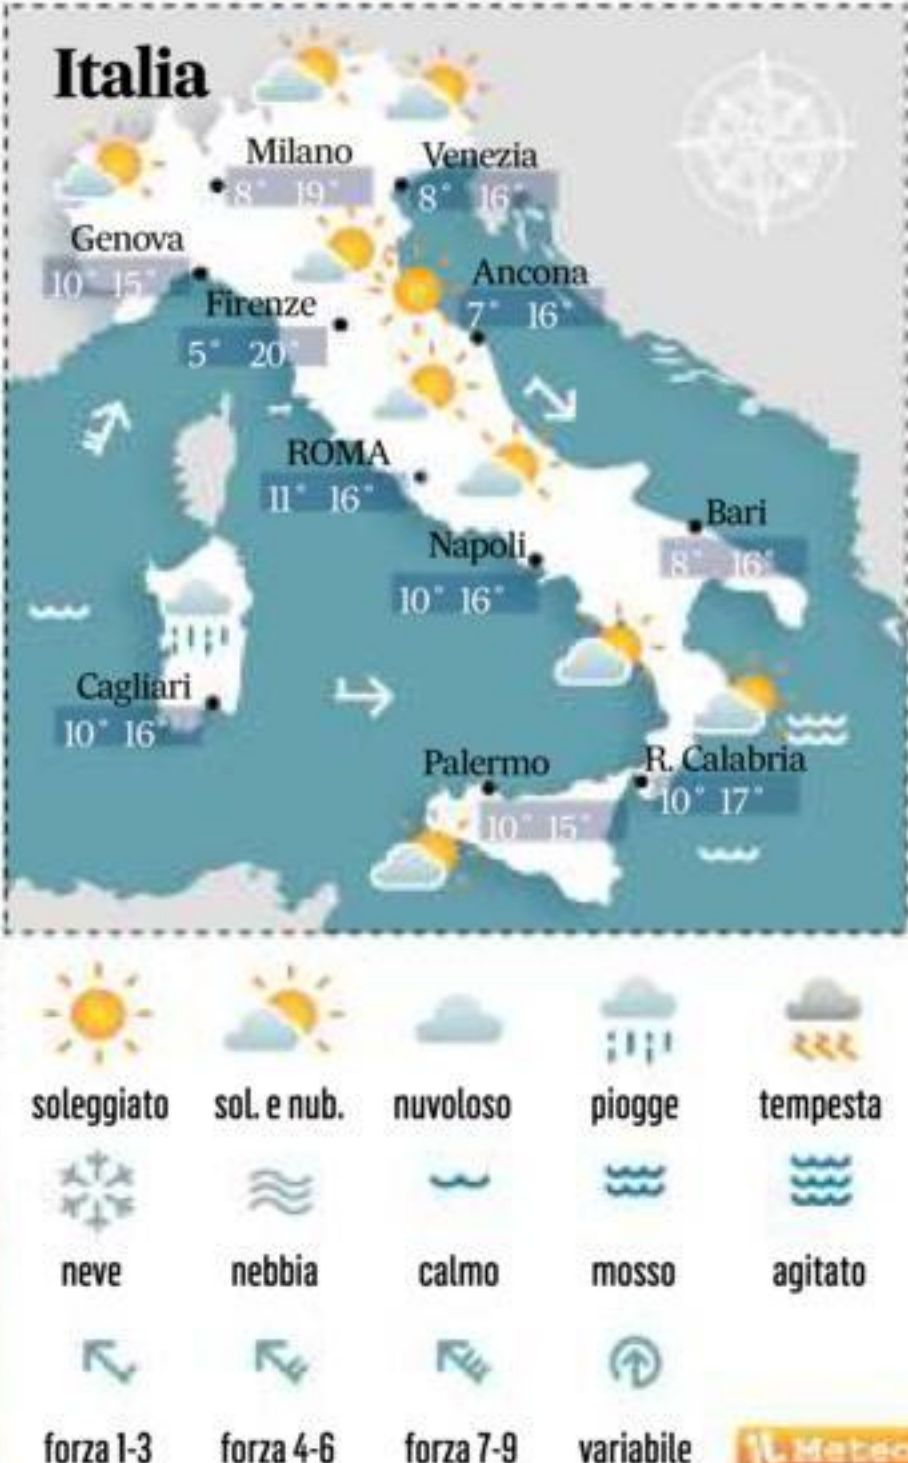 Italia
Milano
8° 19°
Venezia
8° 16°
Genova
10° 15°
Firenze
5° 20°
Ancona
7° 16°
ROMA
11° 16°
Napoli
10° 16°
Bari
8° 16°
Cagliari
10° 16°
Palermo
10° 15°
R. Calabria
10° 17°
soleggiato sol. e nub. nuvoloso piogge tempesta
neve nebbia calmo mosso agitato
forza 1-3 forza 4-6 forza 7-9 variabile